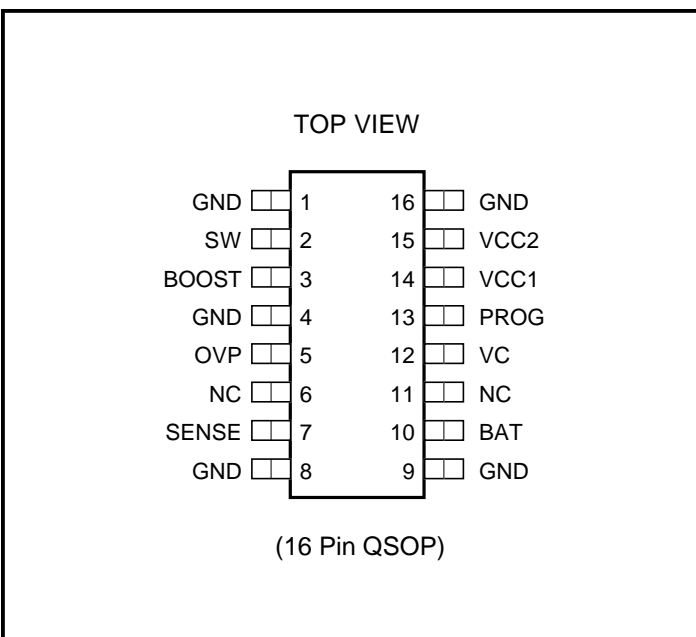 TOP VIEW
GND 1 16 GND
SW 2 15 VCC2
BOOST 3 14 VCC1
GND 4 13 PROG
OVP 5 12 VC
NC 6 11 NC
SENSE 7 10 BAT
GND 8 9 GND
(16 Pin QSOP)